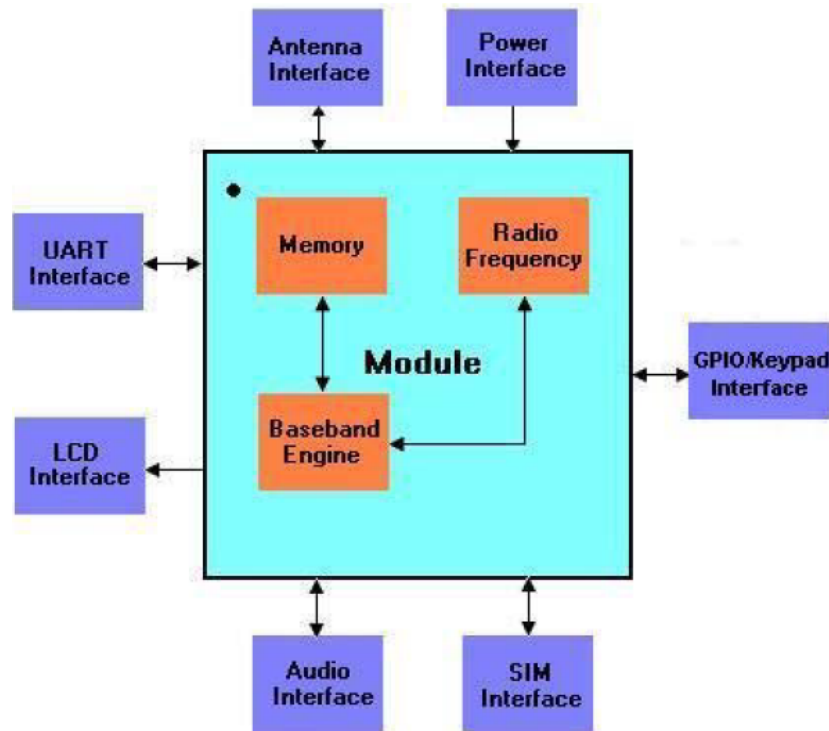 Antenna
Interface
Power
Interface
UART
Interface
Memory
Radio
Frequency
Module
GPIO/Keypad
Interface
LCD
Interface
Baseband
Engine
Audio
Interface
SIM
Interface